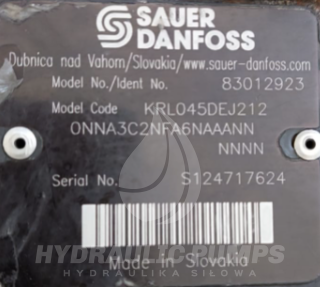 SAUER
DANFOSS
Dubnica nad Vahom/Slovakia/www.sauer-danfoss.com
Model No./Ident No. 83012923
Model Code KRL045DEJ212
0NNA3C2NFA6NAAANN
NNNN
Serial No. S124717624
HYDRAULIC PUMPS
HYDRAULIKA SIŁOWA
Made in Slovakia